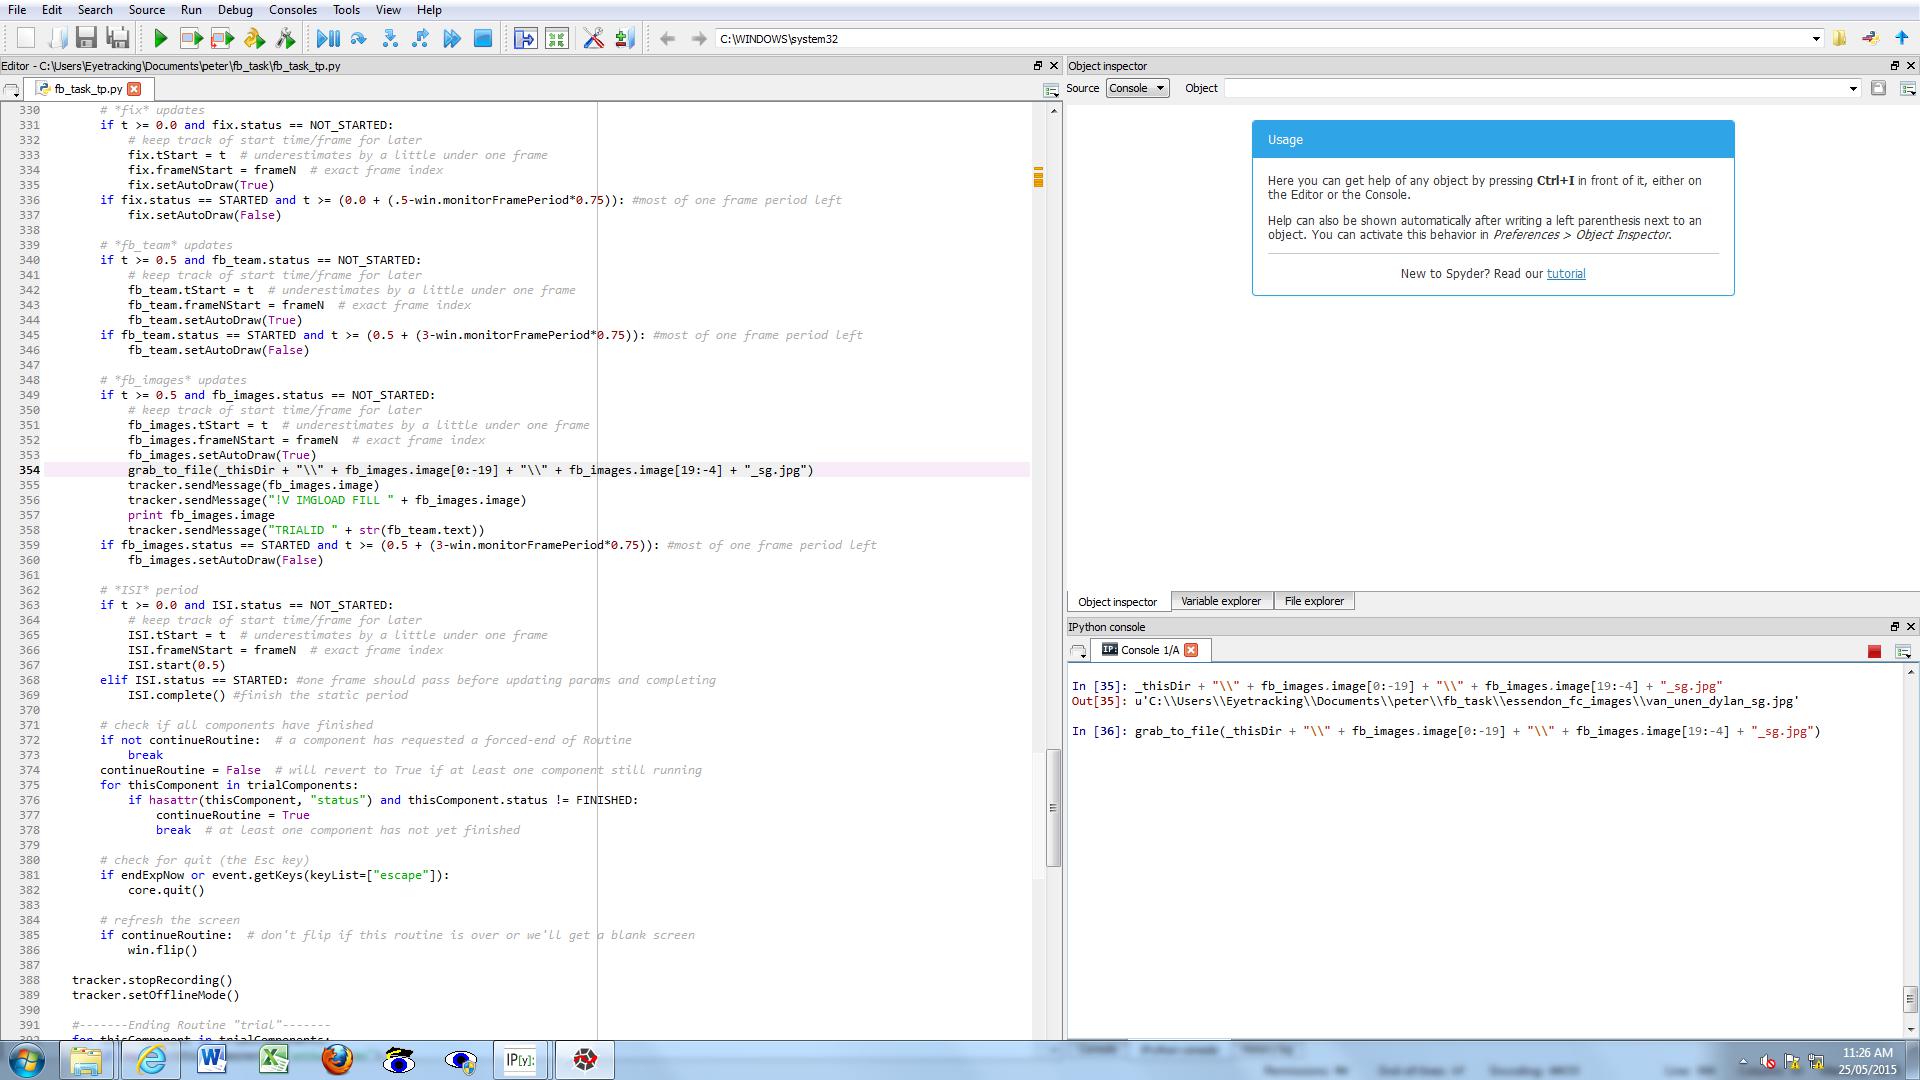 File Edit Search Source Run Debug Consoles Tools View Help
C:\WINDOWS\system32
Editor - C:\Users\Eyetracking\Documents\peter\fb_task\fb_task_tp.py
fb_task_tp.py
330 # *fix* updates
331 if t >= 0.0 and fix.status == NOT_STARTED:
332 # keep track of start time/frame for later
333 fix.tStart = t # underestimates by a little under one frame
334 fix.frameNStart = frameN # exact frame index
335 fix.setAutoDraw(True)
336 if fix.status == STARTED and t >= (0.0 + (.5-win.monitorFramePeriod*0.75)): #most of one frame period left
337 fix.setAutoDraw(False)
338
339 # *fb_team* updates
340 if t >= 0.5 and fb_team.status == NOT_STARTED:
341 # keep track of start time/frame for later
342 fb_team.tStart = t # underestimates by a little under one frame
343 fb_team.frameNStart = frameN # exact frame index
344 fb_team.setAutoDraw(True)
345 if fb_team.status == STARTED and t >= (0.5 + (3-win.monitorFramePeriod*0.75)): #most of one frame period left
346 fb_team.setAutoDraw(False)
347
348 # *fb_images* updates
349 if t >= 0.5 and fb_images.status == NOT_STARTED:
350 # keep track of start time/frame for later
351 fb_images.tStart = t # underestimates by a little under one frame
352 fb_images.frameNStart = frameN # exact frame index
353 fb_images.setAutoDraw(True)
354 grab_to_file(_thisDir + "\\" + fb_images.image[0:-19] + "\\" + fb_images.image[19:-4] + "_sg.jpg")
355 tracker.sendMessage(fb_images.image)
356 tracker.sendMessage("!V IMGLOAD FILL " + fb_images.image)
357 print fb_images.image
358 tracker.sendMessage("TRIALID " + str(fb_team.text))
359 if fb_images.status == STARTED and t >= (0.5 + (3-win.monitorFramePeriod*0.75)): #most of one frame period left
360 fb_images.setAutoDraw(False)
361
362 # *ISI* period
363 if t >= 0.0 and ISI.status == NOT_STARTED:
364 # keep track of start time/frame for later
365 ISI.tStart = t # underestimates by a little under one frame
366 ISI.frameNStart = frameN # exact frame index
367 ISI.start(0.5)
368 elif ISI.status == STARTED: #one frame should pass before updating params and completing
369 ISI.complete() #finish the static period
370
371 # check if all components have finished
372 if not continueRoutine: # a component has requested a forced-end of Routine
373 break
374 continueRoutine = False # will revert to True if at least one component still running
375 for thisComponent in trialComponents:
376 if hasattr(thisComponent, "status") and thisComponent.status != FINISHED:
377 continueRoutine = True
378 break # at least one component has not yet finished
379
380 # check for quit (the Esc key)
381 if endExpNow or event.getKeys(keyList=["escape"]):
382 core.quit()
383
384 # refresh the screen
385 if continueRoutine: # don't flip if this routine is over or we'll get a blank screen
386 win.flip()
387
388 tracker.stopRecording()
389 tracker.setOfflineMode()
390
391 #-------Ending Routine "trial"-------
392 for thisComponent in trialComponents:
Object inspector
Source Console Object
Usage
Here you can get help of any object by pressing Ctrl+I in front of it, either on
the Editor or the Console.
Help can also be shown automatically after writing a left parenthesis next to an
object. You can activate this behavior in Preferences > Object Inspector.
New to Spyder? Read our tutorial
Object inspector Variable explorer File explorer
IPython console
IP: Console 1/A
In [35]: _thisDir + "\\" + fb_images.image[0:-19] + "\\" + fb_images.image[19:-4] + "_sg.jpg"
Out[35]: u'C:\\Users\\Eyetracking\\Documents\\peter\\fb_task\\essendon_fc_images\\van_unen_dylan_sg.jpg'
In [36]: grab_to_file(_thisDir + "\\" + fb_images.image[0:-19] + "\\" + fb_images.image[19:-4] + "_sg.jpg")
IP[y]:
11:26 AM
25/05/2015